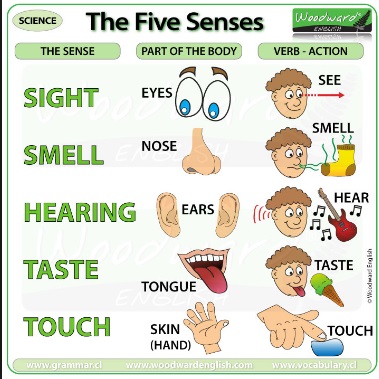 SCIENCE
The Five Senses
Woodward®
ENGLISH
THE SENSE
PART OF THE BODY
VERB - ACTION
SIGHT
EYES
SEE
SMELL
NOSE
SMELL
HEARING
EARS
HEAR
TASTE
TONGUE
TASTE
TOUCH
SKIN
(HAND)
TOUCH
© Woodward English
www.grammar.cl
www.woodwardenglish.com
www.vocabulary.cl